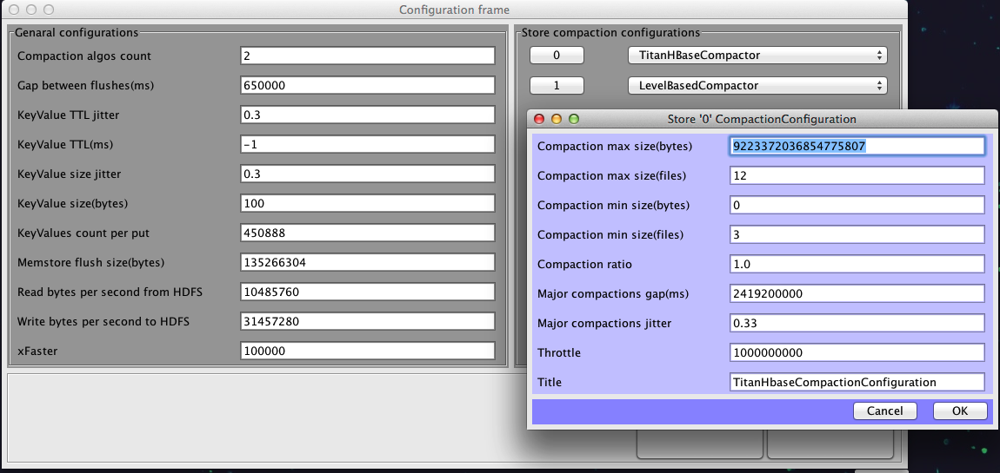 Configuration frame
Genaral configurations
Compaction algos count 2
Gap between flushes(ms) 650000
KeyValue TTL jitter 0.3
KeyValue TTL(ms) -1
KeyValue size jitter 0.3
KeyValue size(bytes) 100
KeyValues count per put 450888
Memstore flush size(bytes) 135266304
Read bytes per second from HDFS 10485760
Write bytes per second to HDFS 31457280
xFaster 100000
Store compaction configurations
0 TitanHBaseCompactor
1 LevelBasedCompactor
Store '0' CompactionConfiguration
Compaction max size(bytes) 9223372036854775807
Compaction max size(files) 12
Compaction min size(bytes) 0
Compaction min size(files) 3
Compaction ratio 1.0
Major compactions gap(ms) 2419200000
Major compactions jitter 0.33
Throttle 1000000000
Title TitanHbaseCompactionConfiguration
Cancel OK